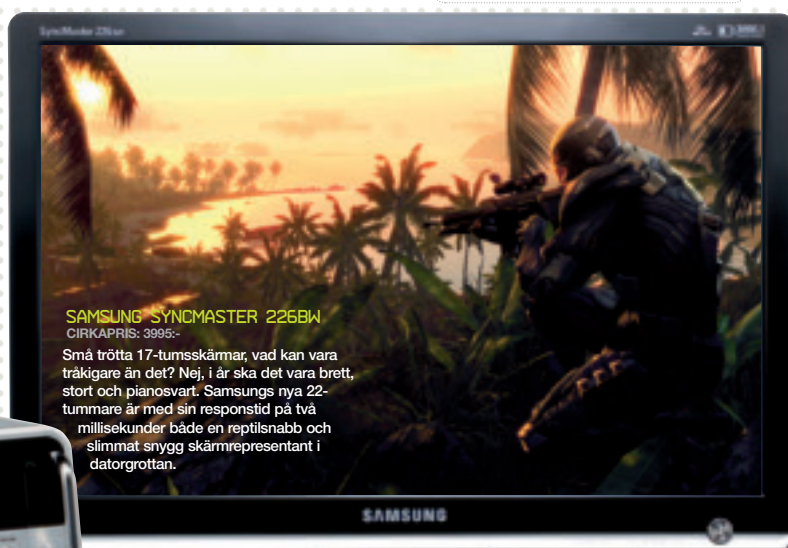 SyncMaster 226BW
SAMSUNG SYNCMASTER 226BW
CIRKAPRIS: 3995:-
Små trötta 17-tumsskärmar, vad kan vara
tråkigare än det? Nej, i år ska det vara brett,
stort och pianosvart. Samsungs nya 22-
tummare är med sin responstid på två
millisekunder både en reptilsnabb och
slimmat snygg skärmrepresentant i
datorgrottan.
SAMSUNG